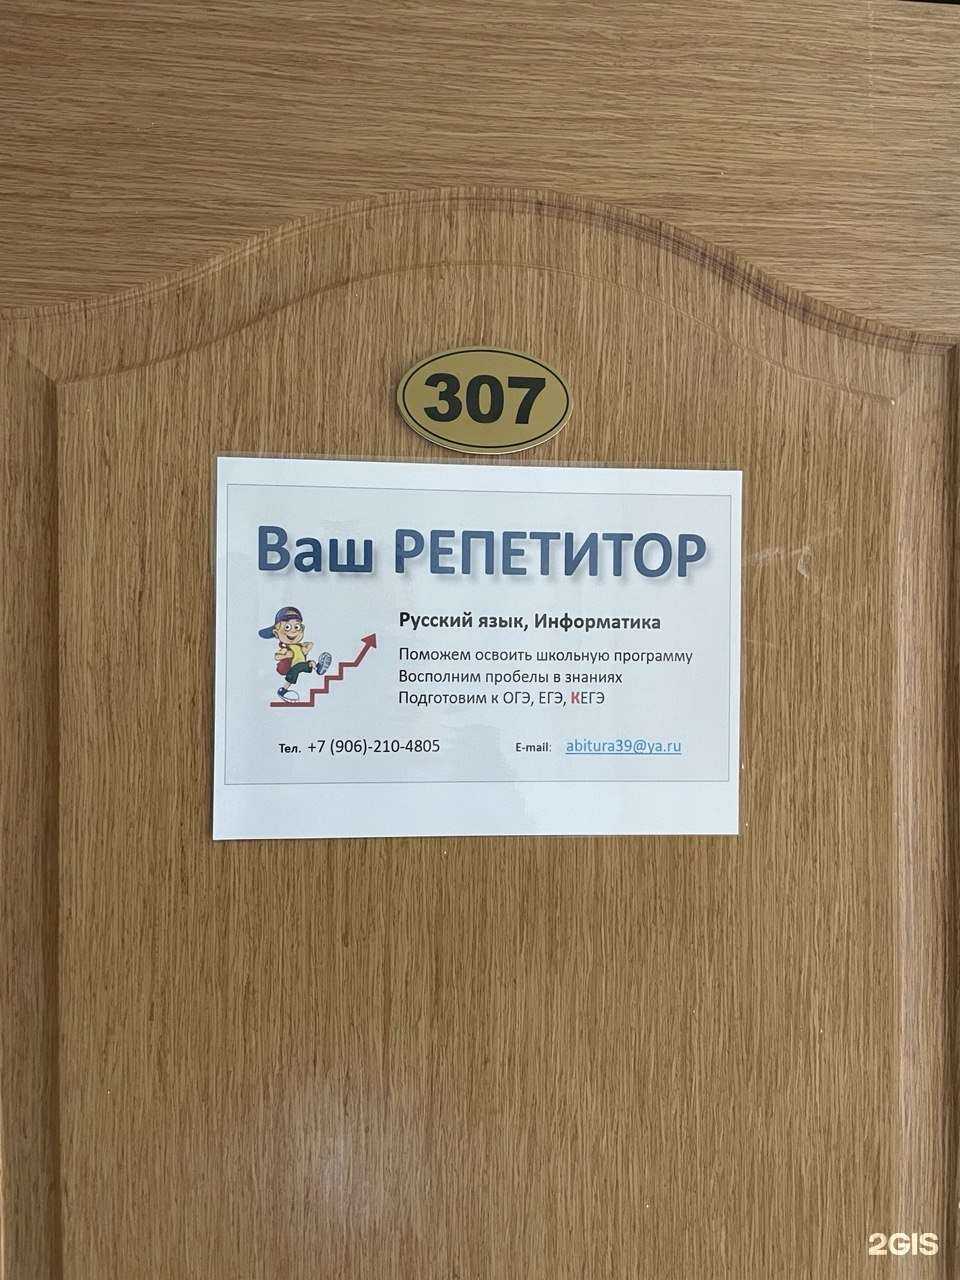 307
Ваш РЕПЕТИТОР
Русский язык, Информатика
Поможем освоить школьную программу
Восполним пробелы в знаниях
Подготовим к ОГЭ, ЕГЭ, КЕГЭ
Тел. +7 (906)-210-4805 E-mail: abitura39@ya.ru
2GIS